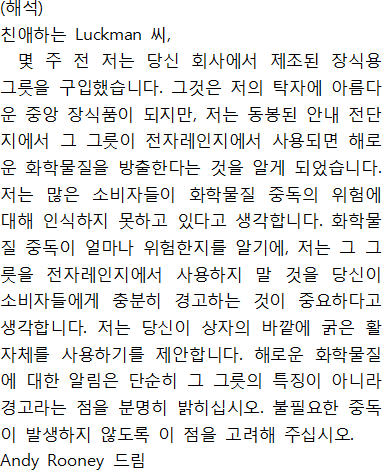 (해석)
친애하는 Luckman 씨,
몇 주 전 저는 당신 회사에서 제조된 장식용
그릇을 구입했습니다. 그것은 저의 탁자에 아름다
운 중앙 장식품이 되지만, 저는 동봉된 안내 전단
지에서 그 그릇이 전자레인지에서 사용되면 해로
운 화학물질을 방출한다는 것을 알게 되었습니다.
저는 많은 소비자들이 화학물질 중독의 위험에
대해 인식하지 못하고 있다고 생각합니다. 화학물
질 중독이 얼마나 위험한지를 알기에, 저는 그 그
릇을 전자레인지에서 사용하지 말 것을 당신이
소비자들에게 충분히 경고하는 것이 중요하다고
생각합니다. 저는 당신이 상자의 바깥에 굵은 활
자체를 사용하기를 제안합니다. 해로운 화학물질
에 대한 알림은 단순히 그 그릇의 특징이 아니라
경고라는 점을 분명히 밝히십시오. 불필요한 중독
이 발생하지 않도록 이 점을 고려해 주십시오.
Andy Rooney 드림